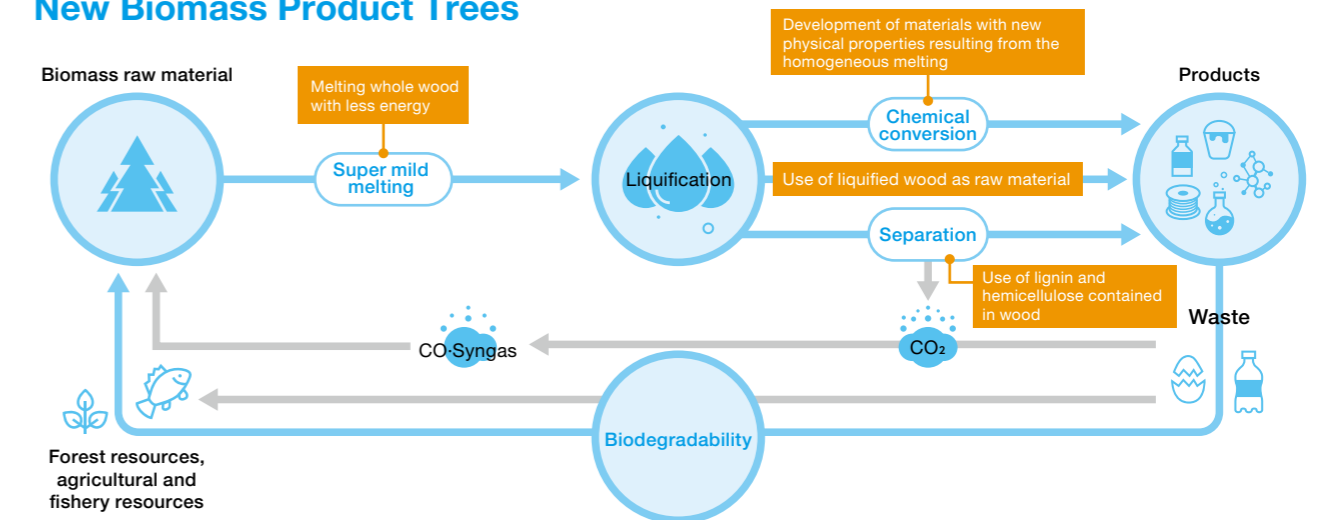 New Biomass Product Trees
Biomass raw material
Melting whole wood
with less energy
Super mild
melting
Liquification
Development of materials with new
physical properties resulting from the
homogeneous melting
Chemical
conversion
Use of liquified wood as raw material
Separation
Use of lignin and
hemicellulose contained
in wood
Products
Waste
CO₂
CO·Syngas
Biodegradability
Forest resources,
agricultural and
fishery resources